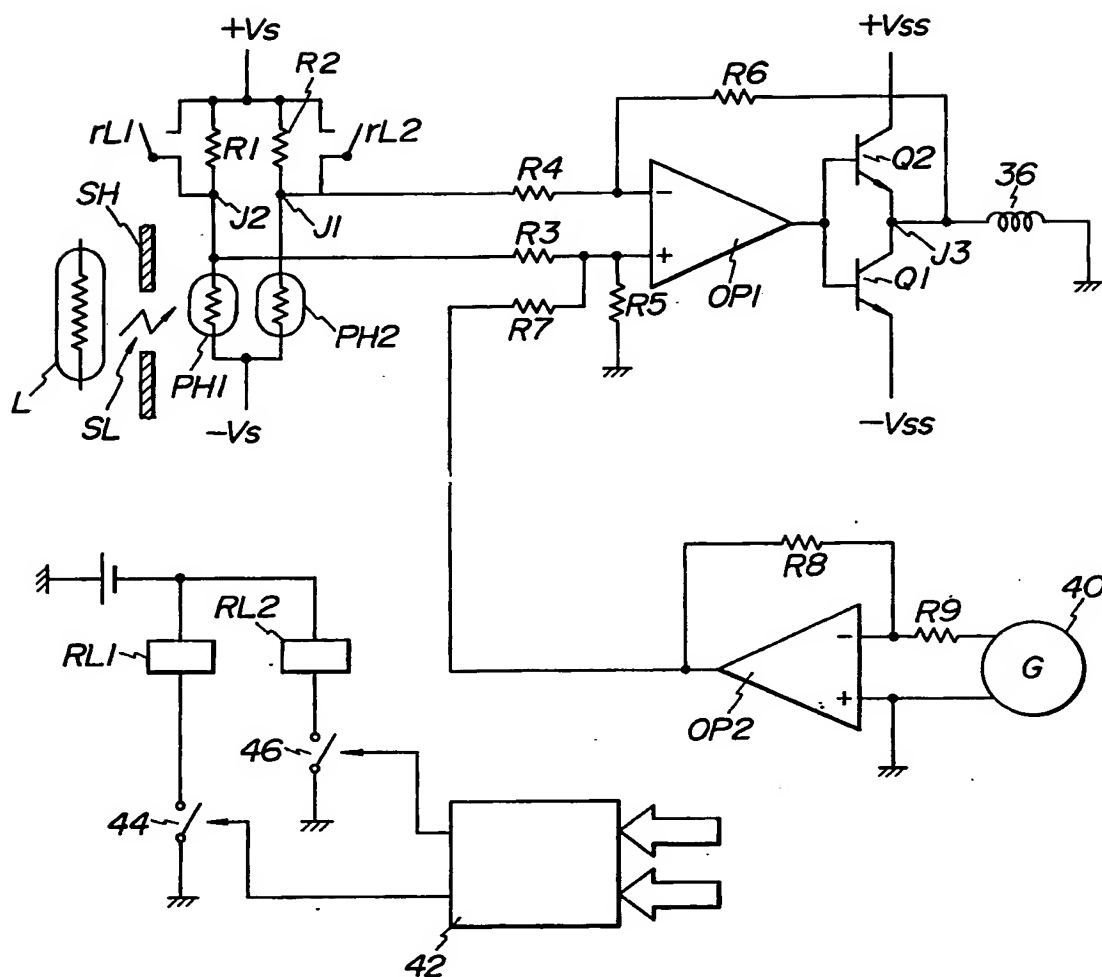 +Vs
+Vss
R2
R6
rL1
R1
rL2
Q2
36
SH
R4
J2
J1
−
R3
+
OP1
J3
Q1
R7
R5
PH2
L
PH1
SL
−Vs
−Vss
R8
40
RL2
R9
RL1
−
G
+
OP2
46
44
42